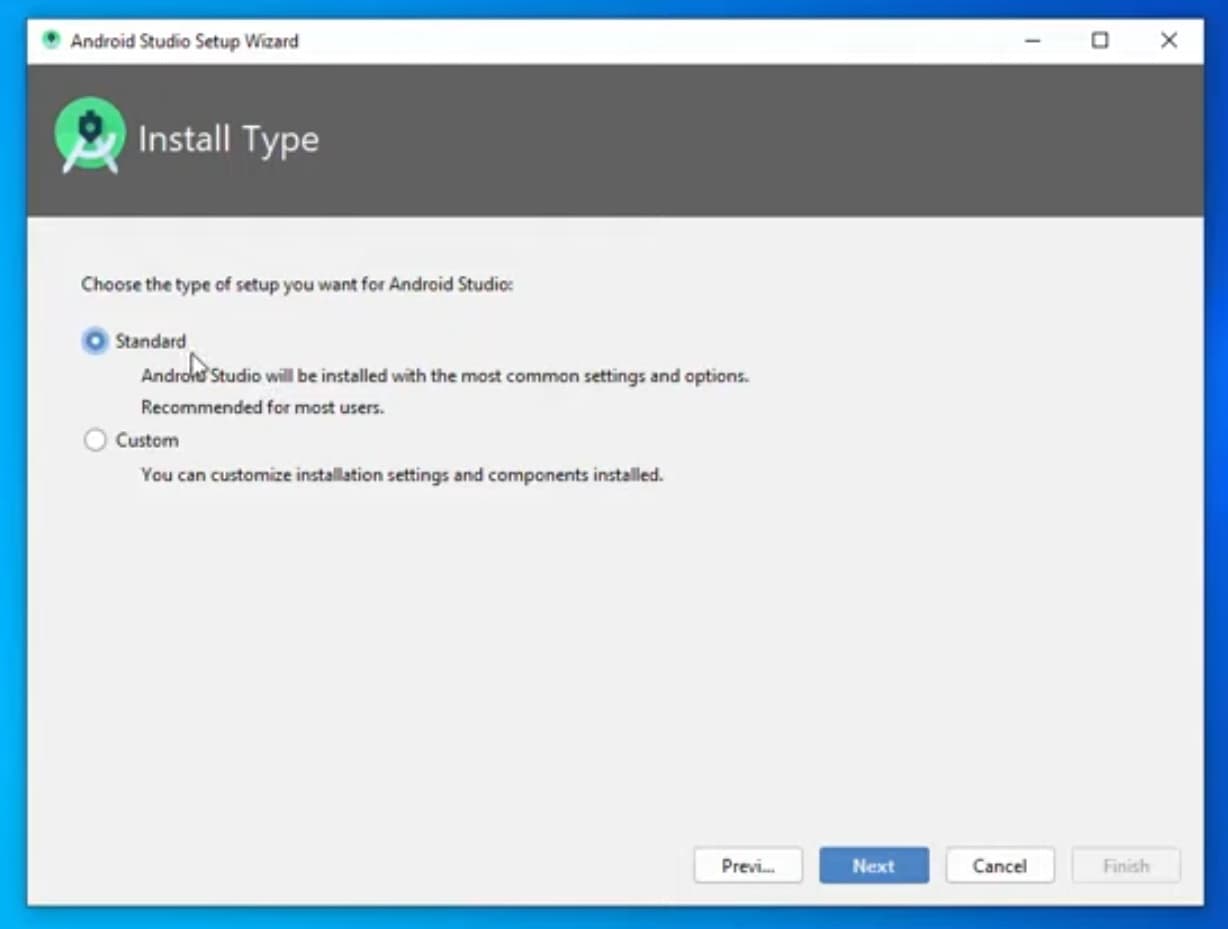 Android Studio Setup Wizard
Install Type
Choose the type of setup you want for Android Studio:
Standard
Android Studio will be installed with the most common settings and options.
Recommended for most users.
Custom
You can customize installation settings and components installed.
Previ... Next Cancel Finish